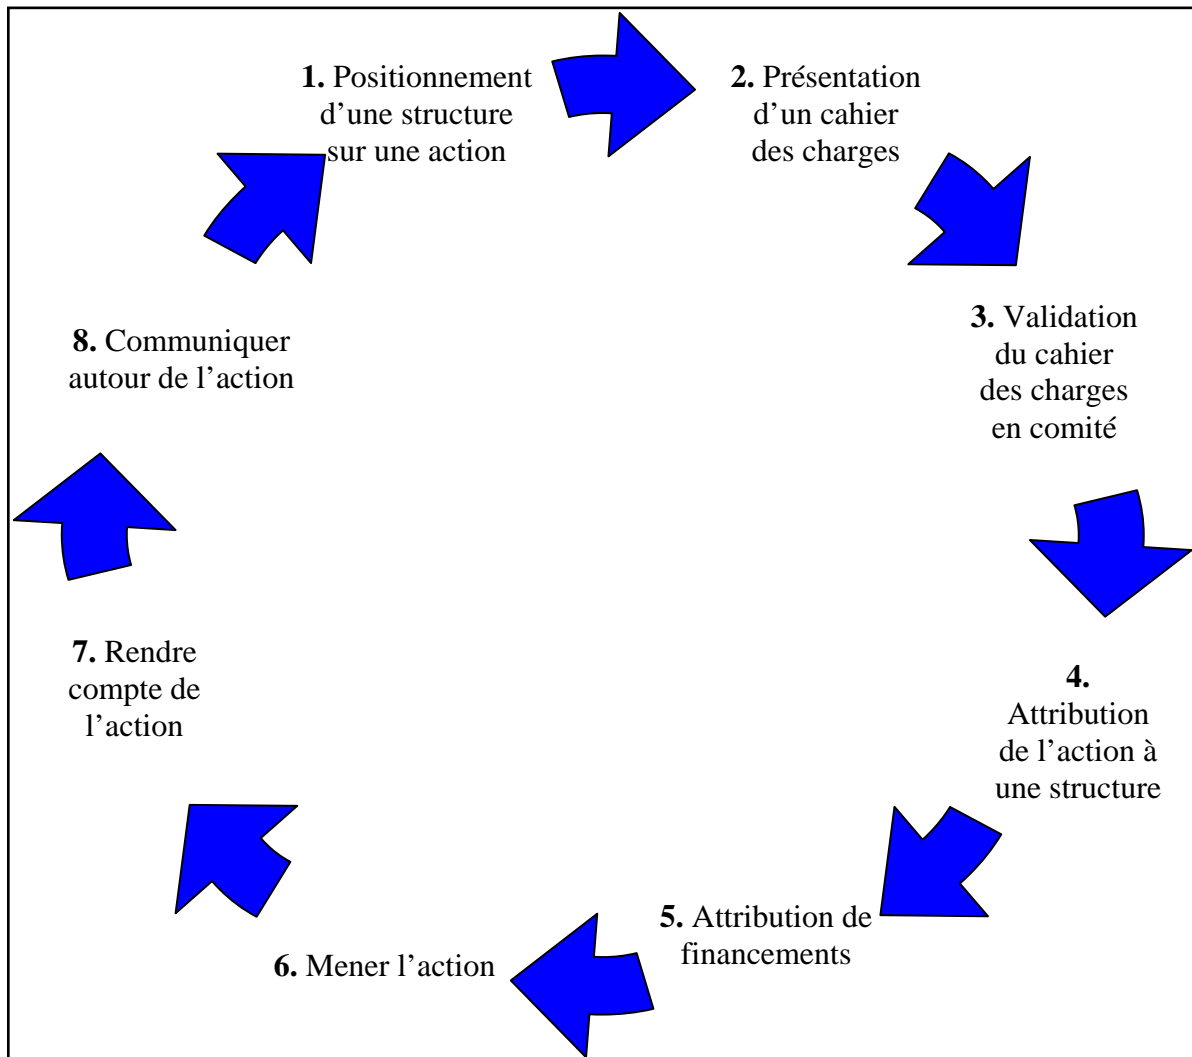 1. Positionnement
d’une structure
sur une action
2. Présentation
d’un cahier
des charges
3. Validation
du cahier
des charges
en comité
4.
Attribution
de l’action à
une structure
5. Attribution de
financements
6. Mener l’action
7. Rendre
compte de
l’action
8. Communiquer
autour de l’action